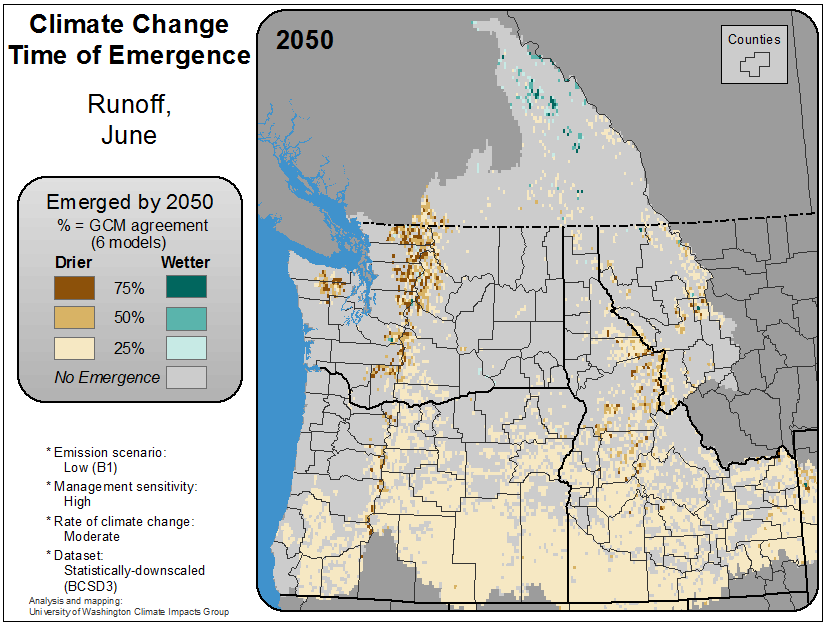 Climate Change
Time of Emergence
Runoff,
June
Emerged by 2050
% = GCM agreement
(6 models)
Drier Wetter
75%
50%
25%
No Emergence
* Emission scenario:
Low (B1)
* Management sensitivity:
High
* Rate of climate change:
Moderate
* Dataset:
Statistically-downscaled
(BCSD3)
Analysis and mapping:
University of Washington Climate Impacts Group
2050
Counties